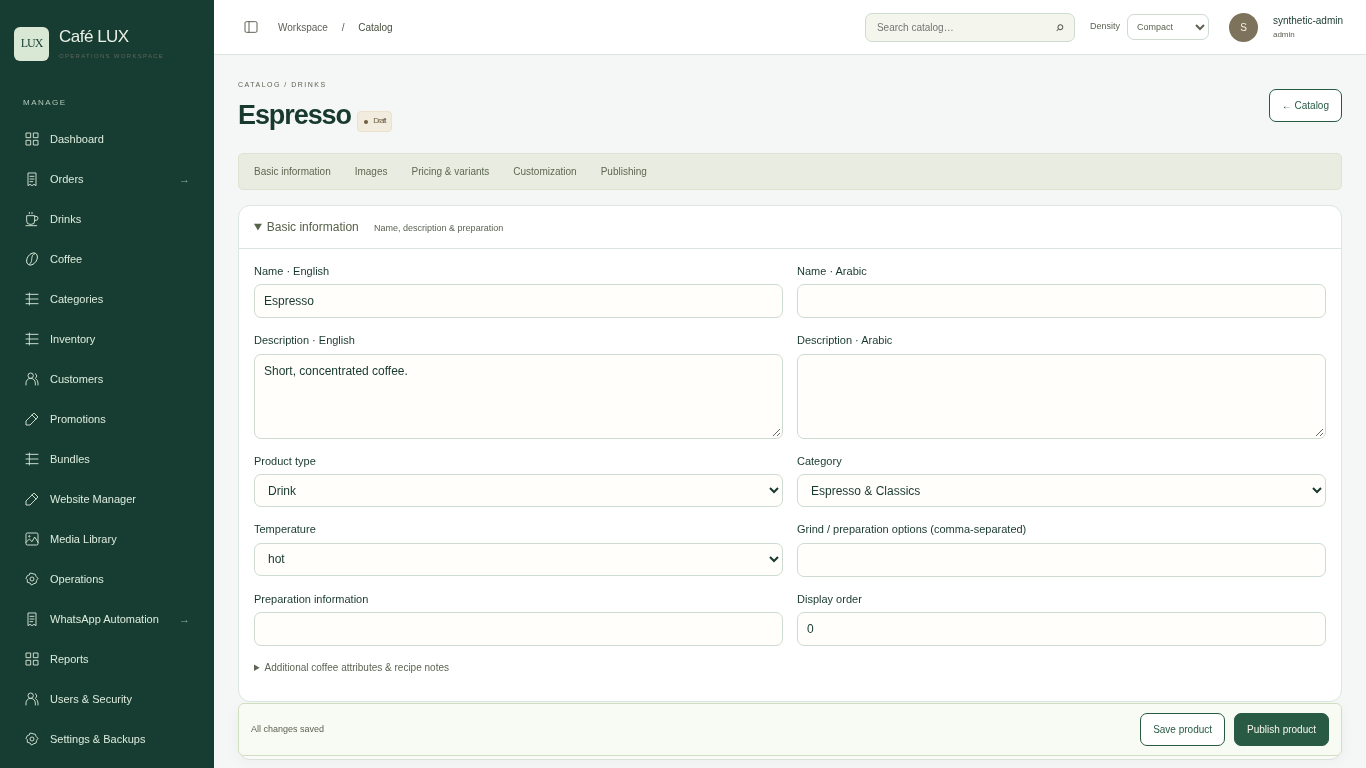 LUX
Café LUX
OPERATIONS WORKSPACE
MANAGE
Dashboard
Orders →
Drinks
Coffee
Categories
Inventory
Customers
Promotions
Bundles
Website Manager
Media Library
Operations
WhatsApp Automation →
Reports
Users & Security
Settings & Backups
Workspace / Catalog
Search catalog…
Density
Compact
S
synthetic-admin
admin
CATALOG / DRINKS
Espresso
Draft
← Catalog
Basic information Images Pricing & variants Customization Publishing
Basic information Name, description & preparation
Name · English
Espresso
Name · Arabic
Description · English
Short, concentrated coffee.
Description · Arabic
Product type
Drink
Category
Espresso & Classics
Temperature
hot
Grind / preparation options (comma-separated)
Preparation information
Display order
0
Additional coffee attributes & recipe notes
All changes saved
Save product
Publish product